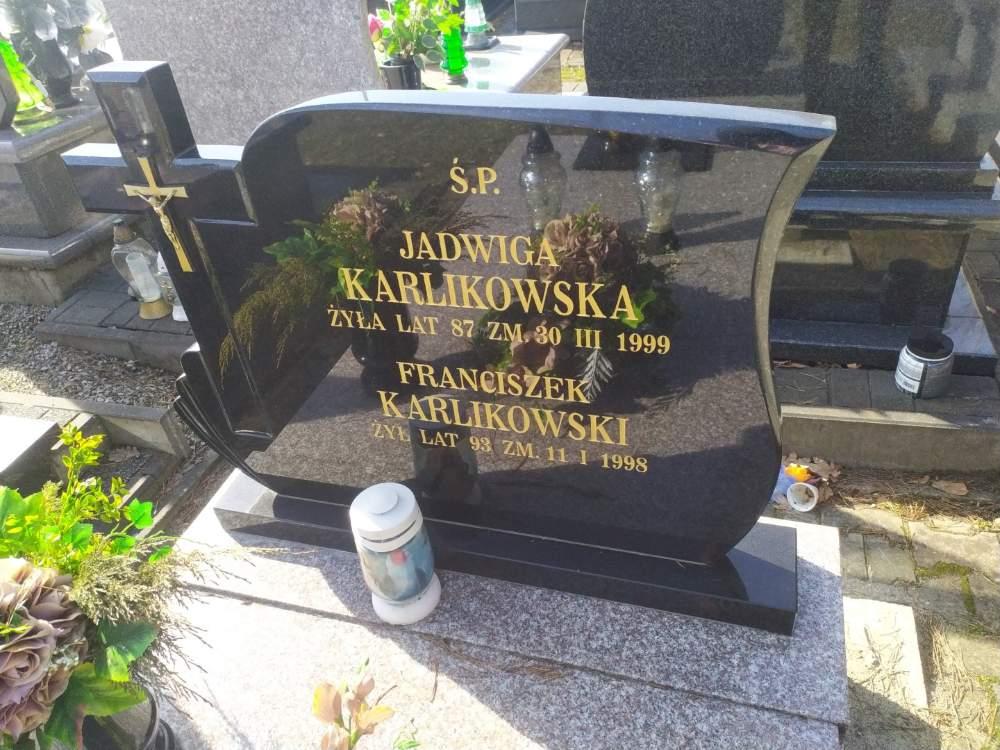 Ś.P.
JADWIGA
KARLIKOWSKA
ŻYŁA LAT 87 ZM. 30 III 1999
FRANCISZEK
KARLIKOWSKI
ŻYŁ LAT 93 ZM. 11 I 1998